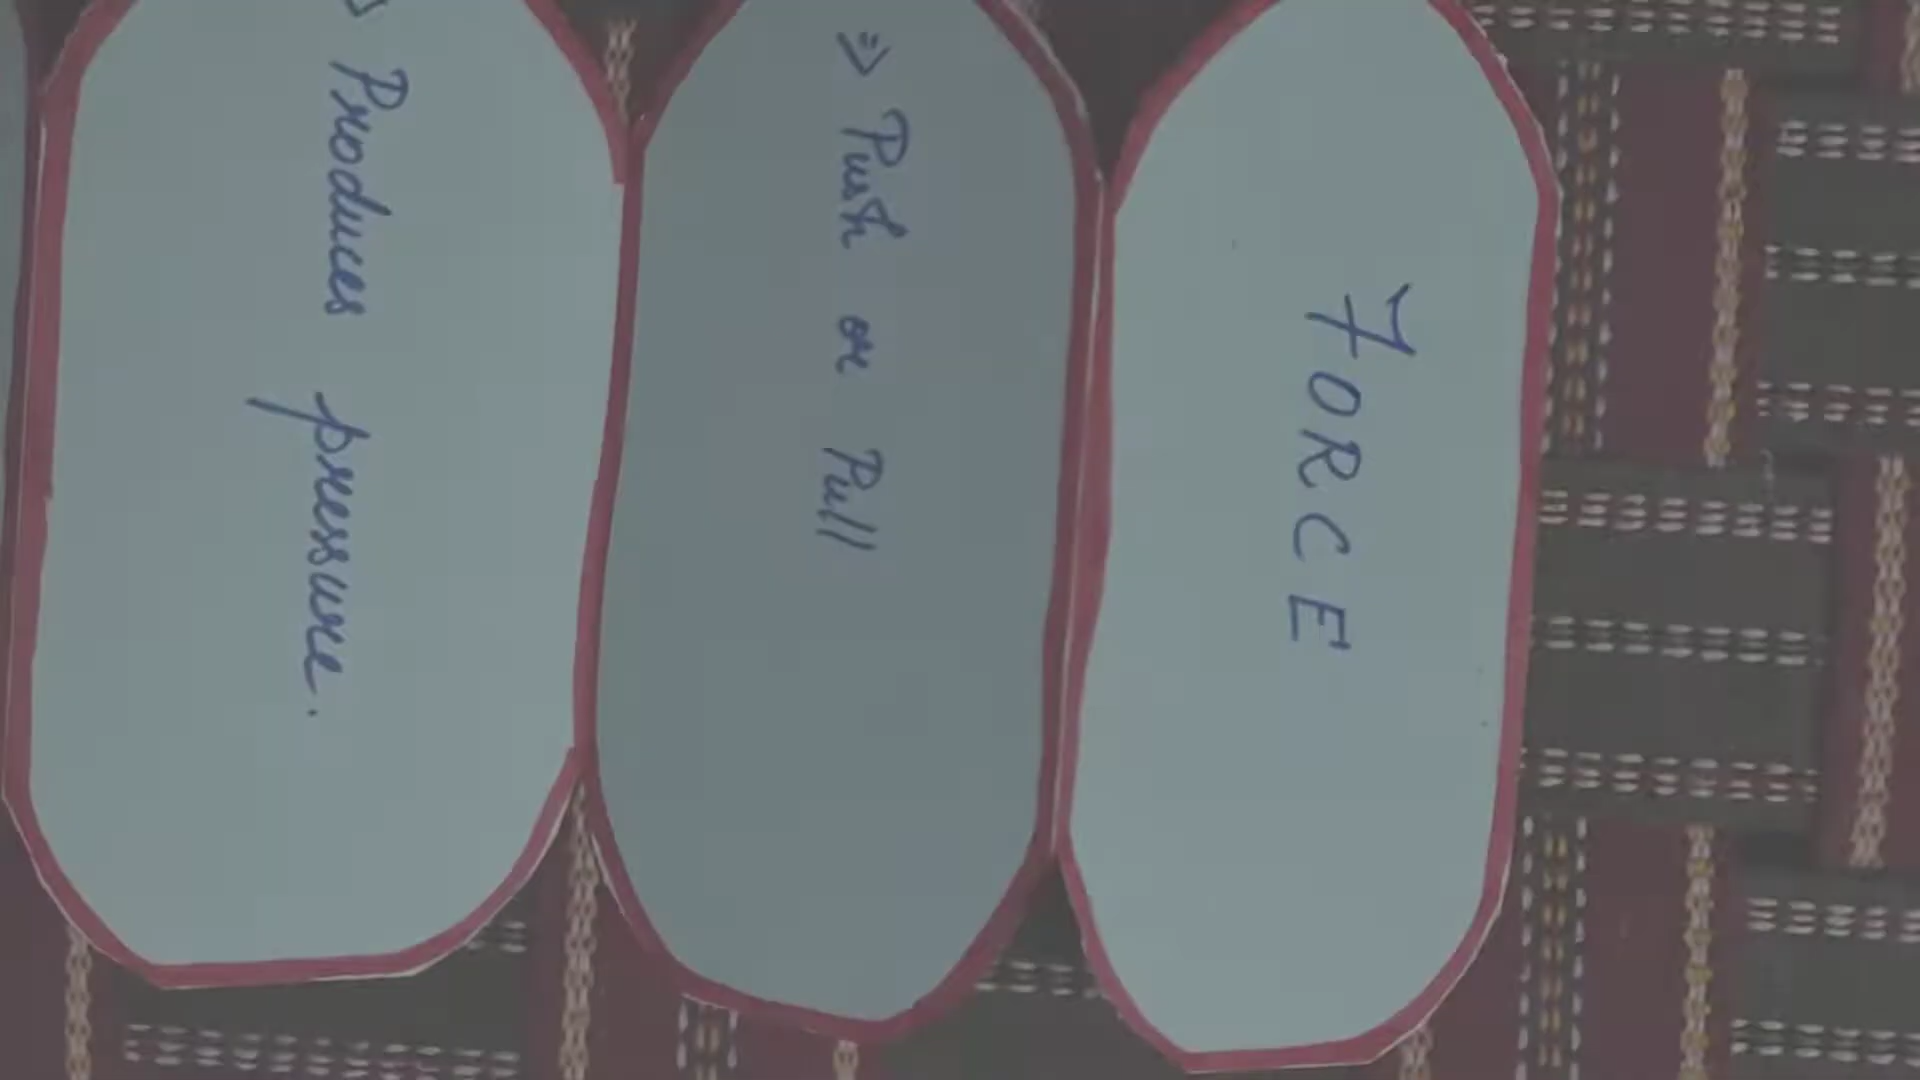 FORCE
⇒ Push or Pull
⇒ Produces pressure.